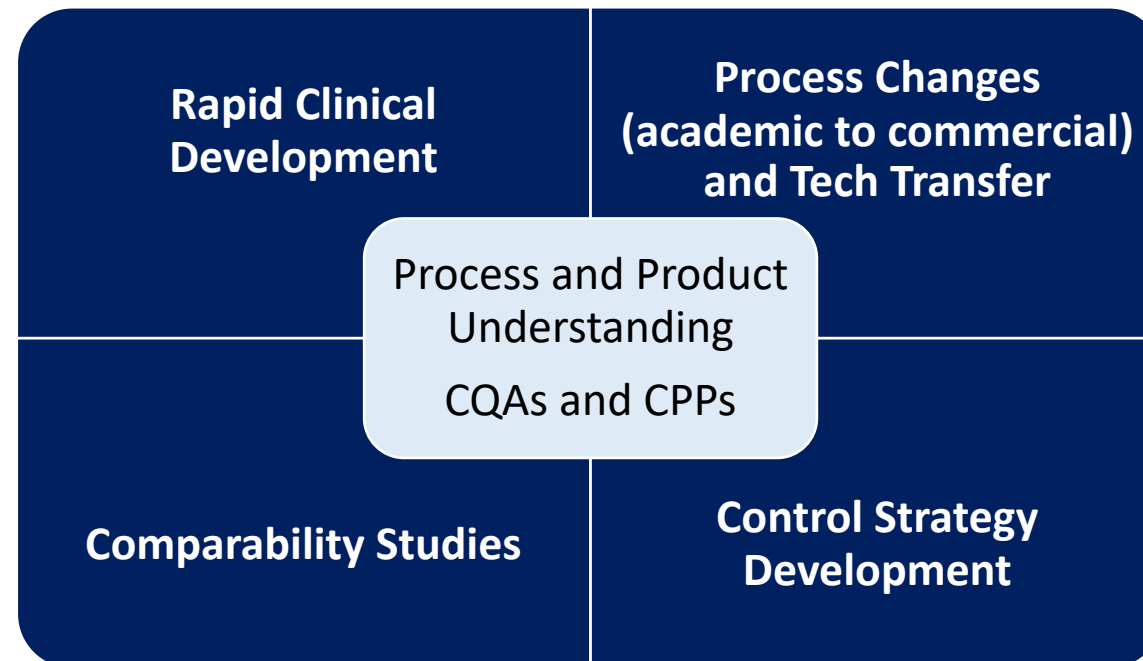 Rapid Clinical
Development
Process Changes
(academic to commercial)
and Tech Transfer
Process and Product
Understanding
CQAs and CPPs
Comparability Studies
Control Strategy
Development